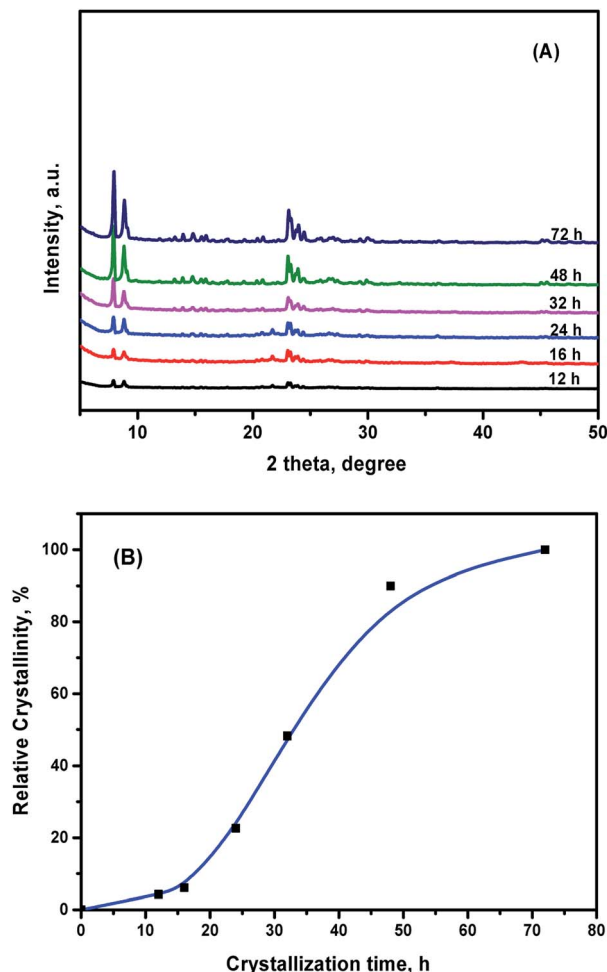 (A)
Intensity, a.u.
72 h
48 h
32 h
24 h
16 h
12 h
10 20 30 40 50
2 theta, degree
(B)
Relative Crystallinity, %
100
80
60
40
20
0
0 10 20 30 40 50 60 70 80
Crystallization time, h